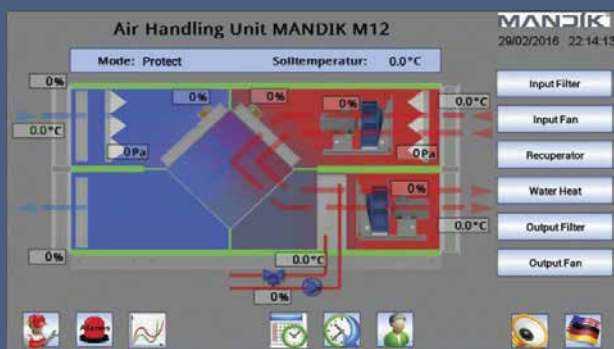 Air Handling Unit MANDIK M12
MANDÍK
29/02/2016 22:14:13
Mode: Protect
Solltemperatur: 0.0°C
0%
0%
0%
0%
0.0°C
0.0°C
0Pa
0Pa
0%
0.0°C
0%
0.0°C
0%
Input Filter
Input Fan
Recuperator
Water Heat
Output Filter
Output Fan
Alarm